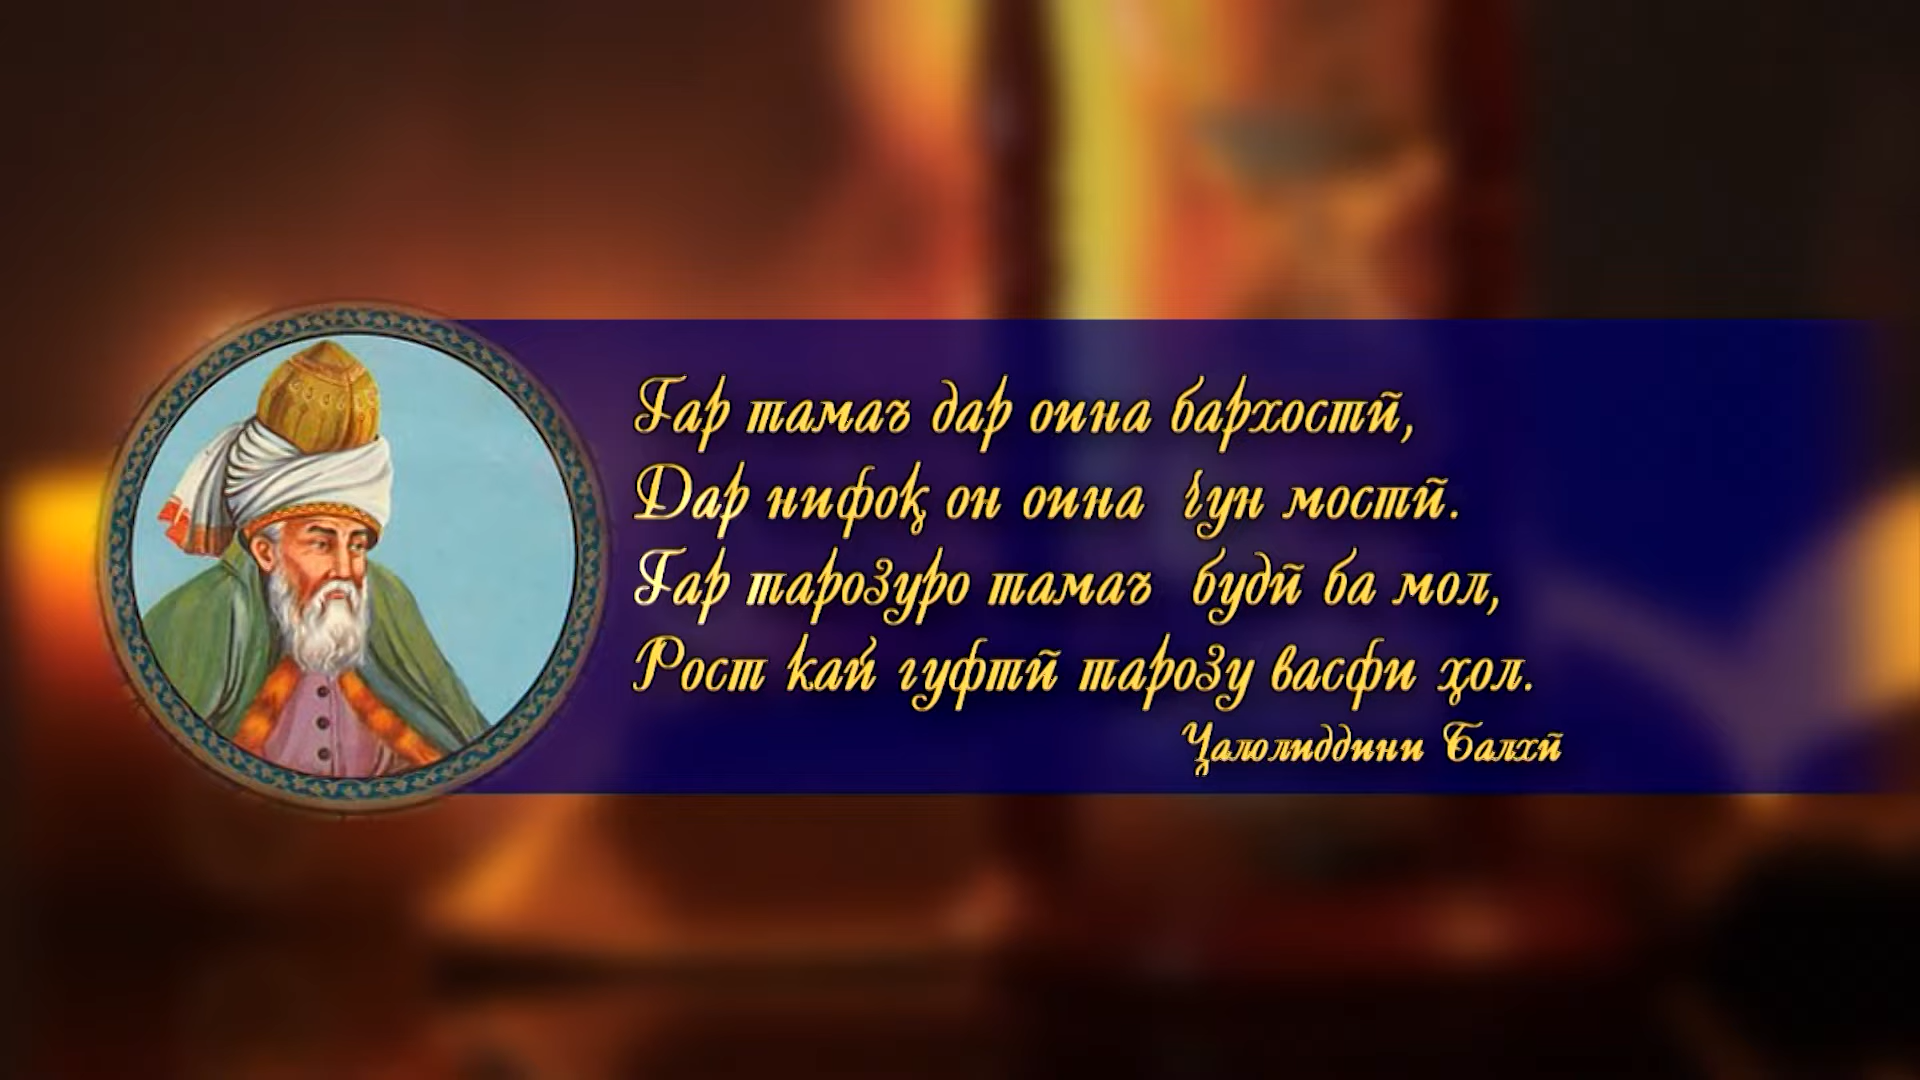 Гар тамаъ дар оина бархостӣ,
Дар нифоқ он оина чун мостӣ.
Гар тарозуро тамаъ будӣ ба мол,
Рост кай гуфтӣ тарозу васфи ҳол.
Ҷалолиддини Балхӣ